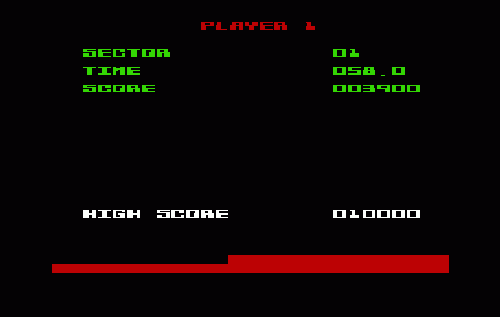 PLAYER 1
SECTOR 01
TIME 058.0
SCORE 003900
HIGH SCORE 010000